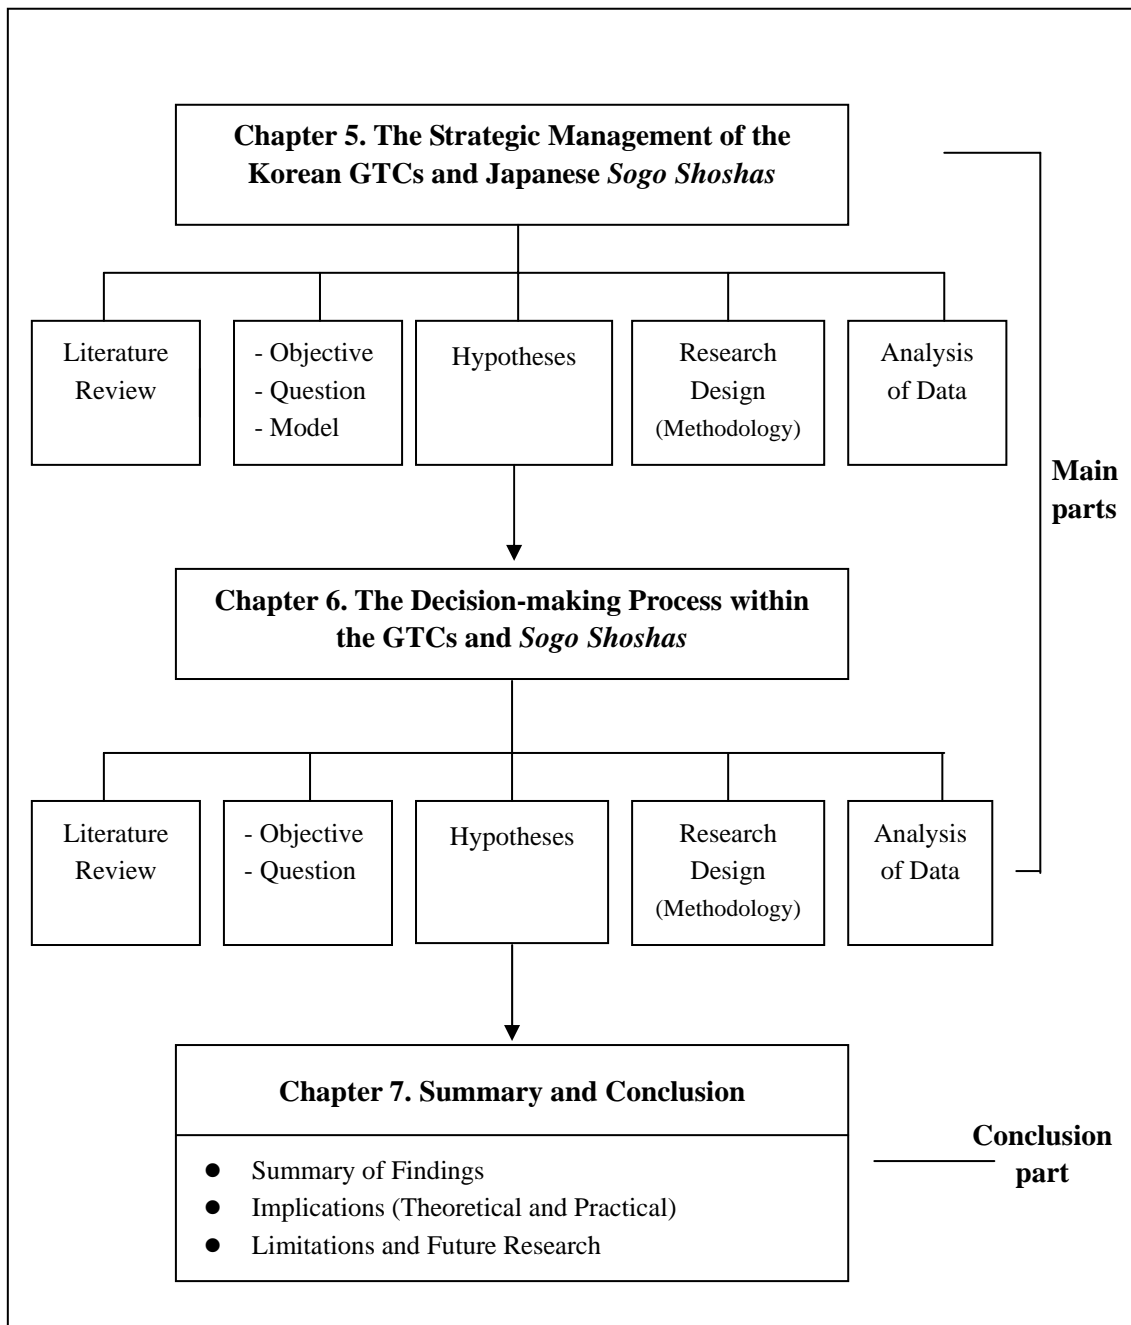 Chapter 5. The Strategic Management of the
Korean GTCs and Japanese Sogo Shoshas
Literature
Review
- Objective
- Question
- Model
Hypotheses
Research
Design
(Methodology)
Analysis
of Data
Main
parts
Chapter 6. The Decision-making Process within
the GTCs and Sogo Shoshas
Literature
Review
- Objective
- Question
Hypotheses
Research
Design
(Methodology)
Analysis
of Data
Chapter 7. Summary and Conclusion
● Summary of Findings
● Implications (Theoretical and Practical)
● Limitations and Future Research
Conclusion
part